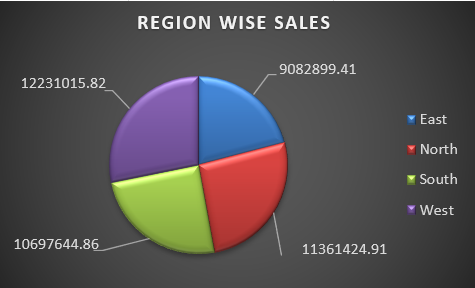 REGION WISE SALES
9082899.41
12231015.82
East
North
South
West
10697644.86
11361424.91